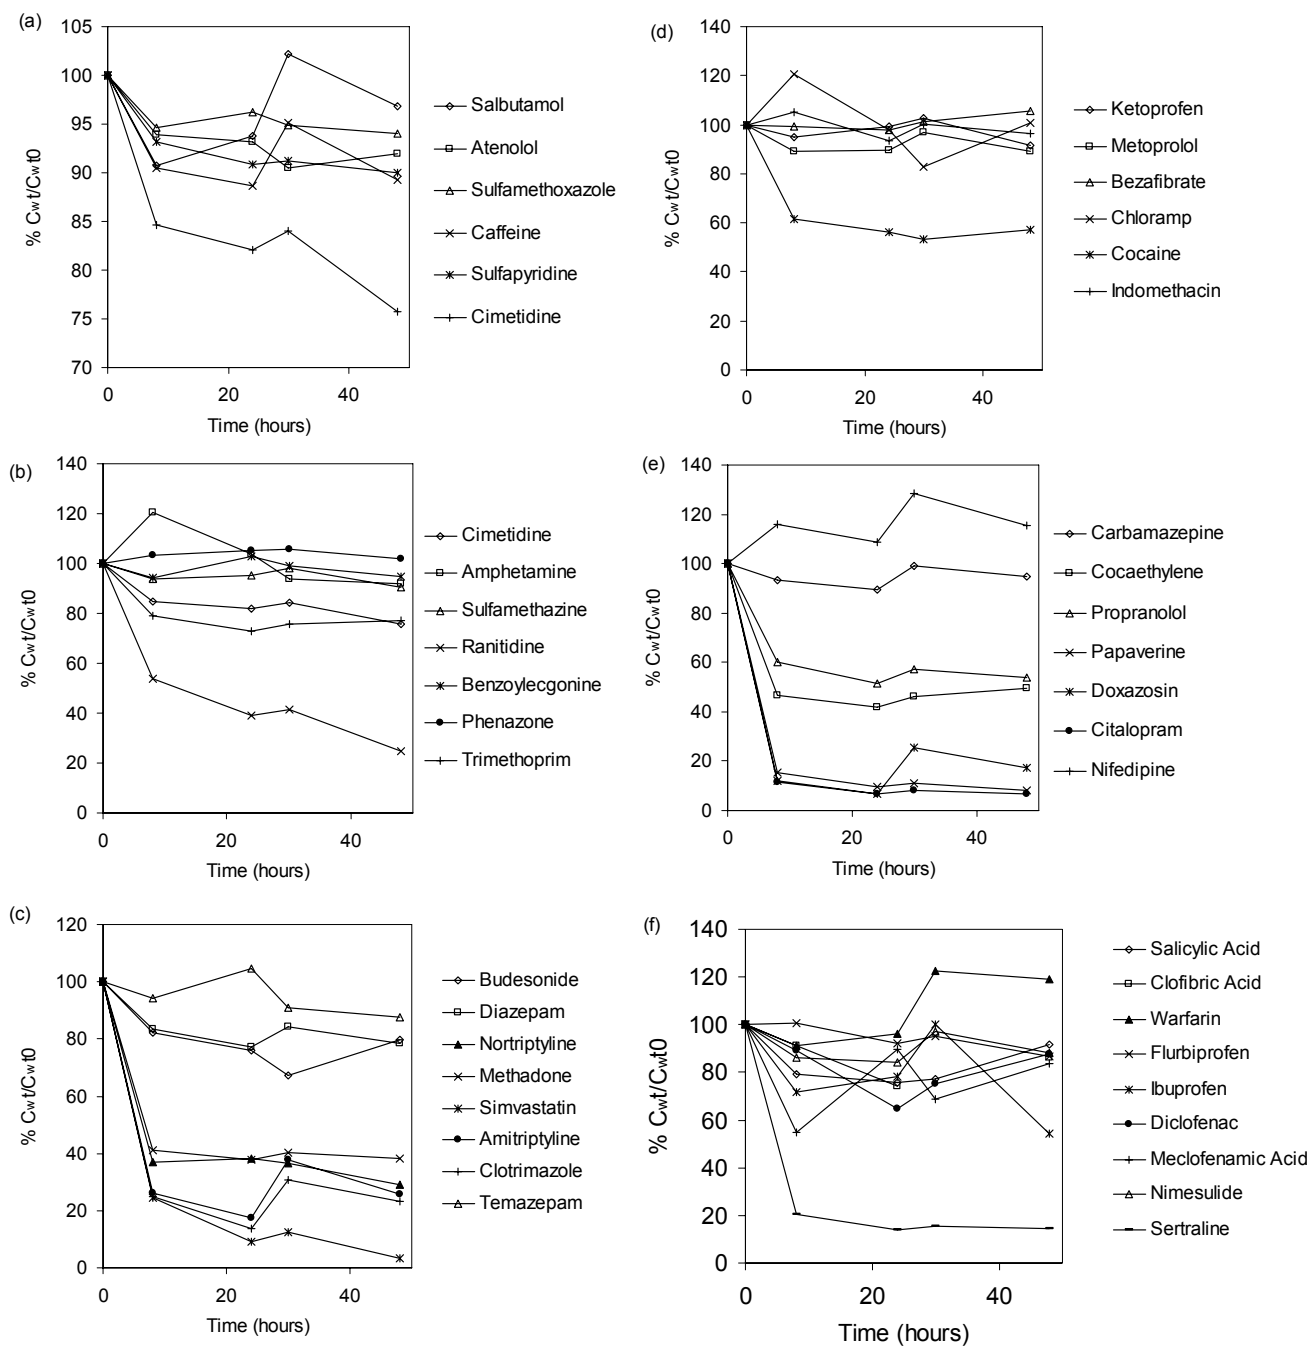 (a)
105
100
95
90
85
80
75
70
% Cwt/Cwt0
0
20
40
Time (hours)
Salbutamol
Atenolol
Sulfamethoxazole
Caffeine
Sulfapyridine
Cimetidine
(d)
140
120
100
80
60
40
20
0
% Cwt/Cwt0
0
20
40
Time (hours)
Ketoprofen
Metoprolol
Bezafibrate
Chloramp
Cocaine
Indomethacin
(b)
140
120
100
80
60
40
20
0
% Cwt/Cwt0
0
20
40
Time (hours)
Cimetidine
Amphetamine
Sulfamethazine
Ranitidine
Benzoylecgonine
Phenazone
Trimethoprim
(e)
140
120
100
80
60
40
20
0
% Cwt/Cwt0
0
20
40
Time (hours)
Carbamazepine
Cocaethylene
Propranolol
Papaverine
Doxazosin
Citalopram
Nifedipine
(c)
120
100
80
60
40
20
0
% Cwt/Cwt0
0
20
40
Time (hours)
Budesonide
Diazepam
Nortriptyline
Methadone
Simvastatin
Amitriptyline
Clotrimazole
Temazepam
(f)
140
120
100
80
60
40
20
0
% Cwt/Cwt0
0
20
40
Time (hours)
Salicylic Acid
Clofibric Acid
Warfarin
Flurbiprofen
Ibuprofen
Diclofenac
Meclofenamic Acid
Nimesulide
Sertraline